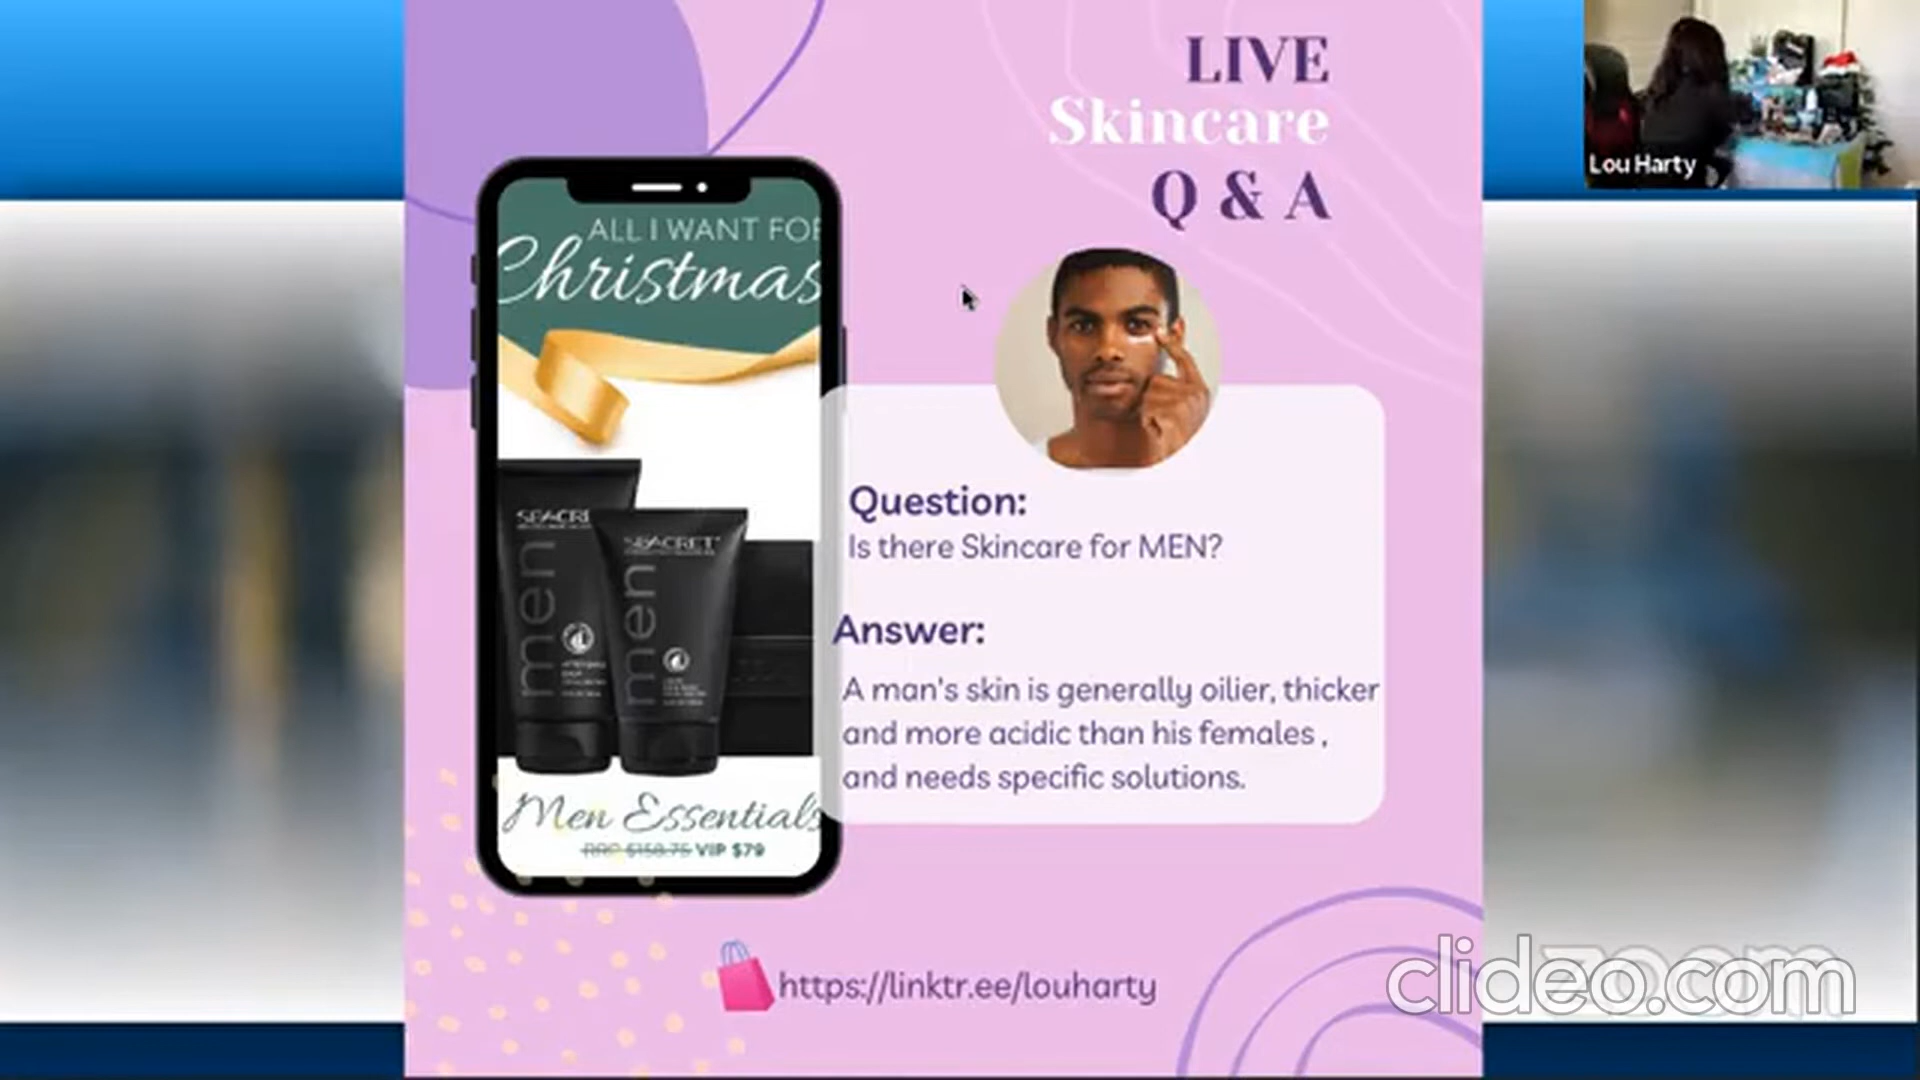 LIVE
Skincare
Q & A
Lou Harty
ALL I WANT FOR
Christmas
SEACRET
men
SEACRET
men
Men Essentials
RRP $158.75 VIP $79
Question:
Is there Skincare for MEN?
Answer:
A man's skin is generally oilier, thicker
and more acidic than his females ,
and needs specific solutions.
https://linktr.ee/louharty
clideo.com
zoom